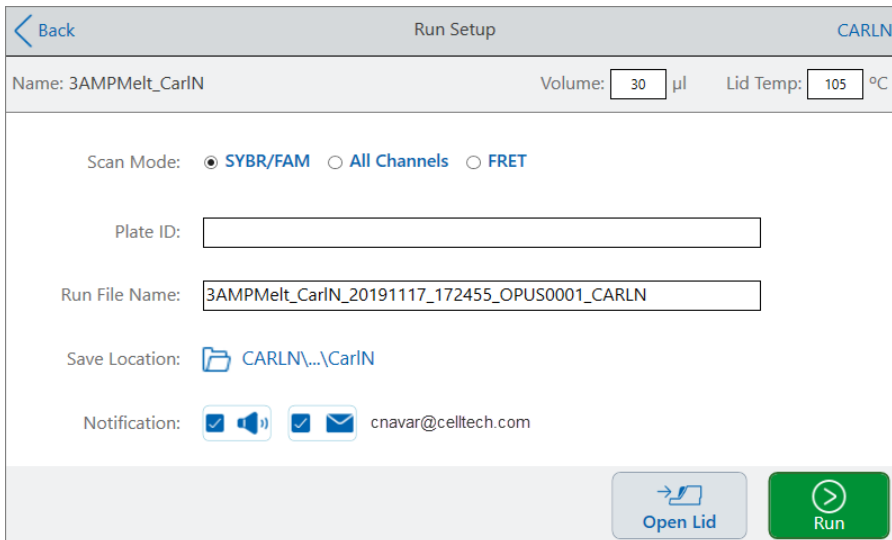 Back Run Setup CARLN
Name: 3AMPMelt_CarlN Volume: 30 µl Lid Temp: 105 ºC
Scan Mode: SYBR/FAM All Channels FRET
Plate ID:
Run File Name: 3AMPMelt_CarlN_20191117_172455_OPUS0001_CARLN
Save Location: CARLN\...\CarlN
Notification: cnavar@celltech.com
Open Lid Run